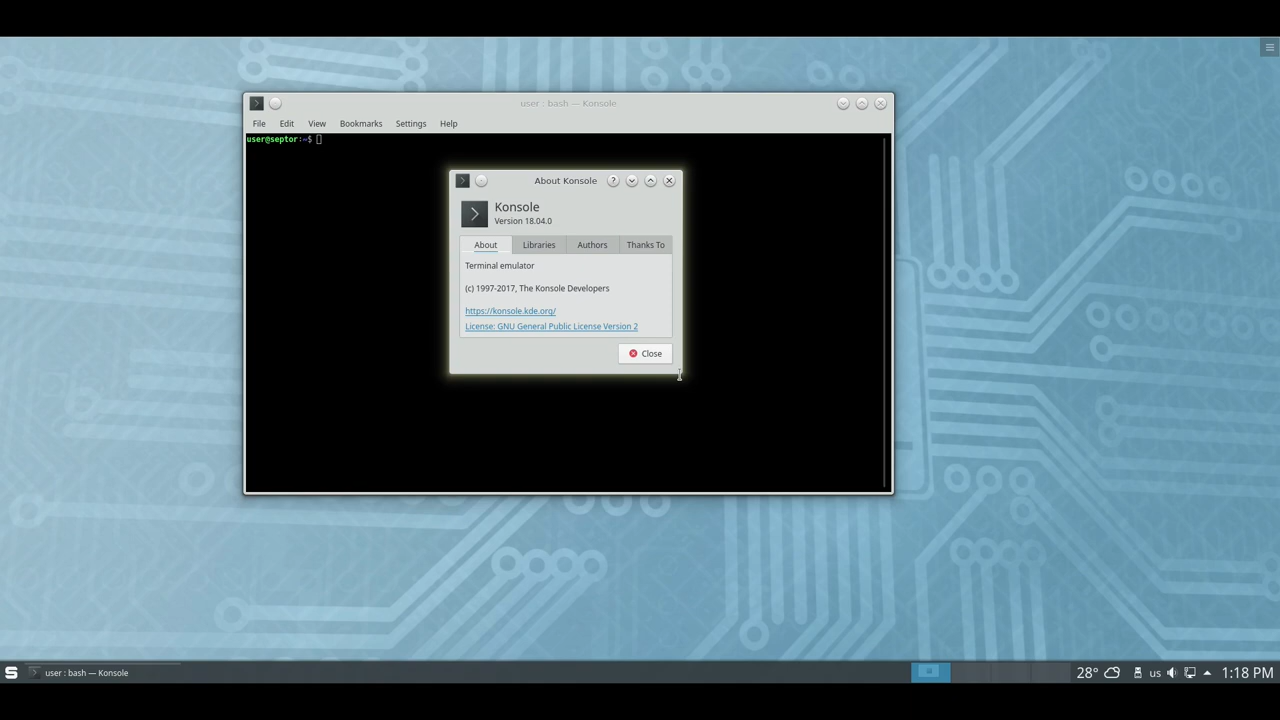 user : bash — Konsole
File Edit View Bookmarks Settings Help
user@septor:~$
About Konsole
Konsole
Version 18.04.0
About Libraries Authors Thanks To
Terminal emulator
(c) 1997-2017, The Konsole Developers
https://konsole.kde.org/
License: GNU General Public License Version 2
Close
user : bash — Konsole
28° us 1:18 PM